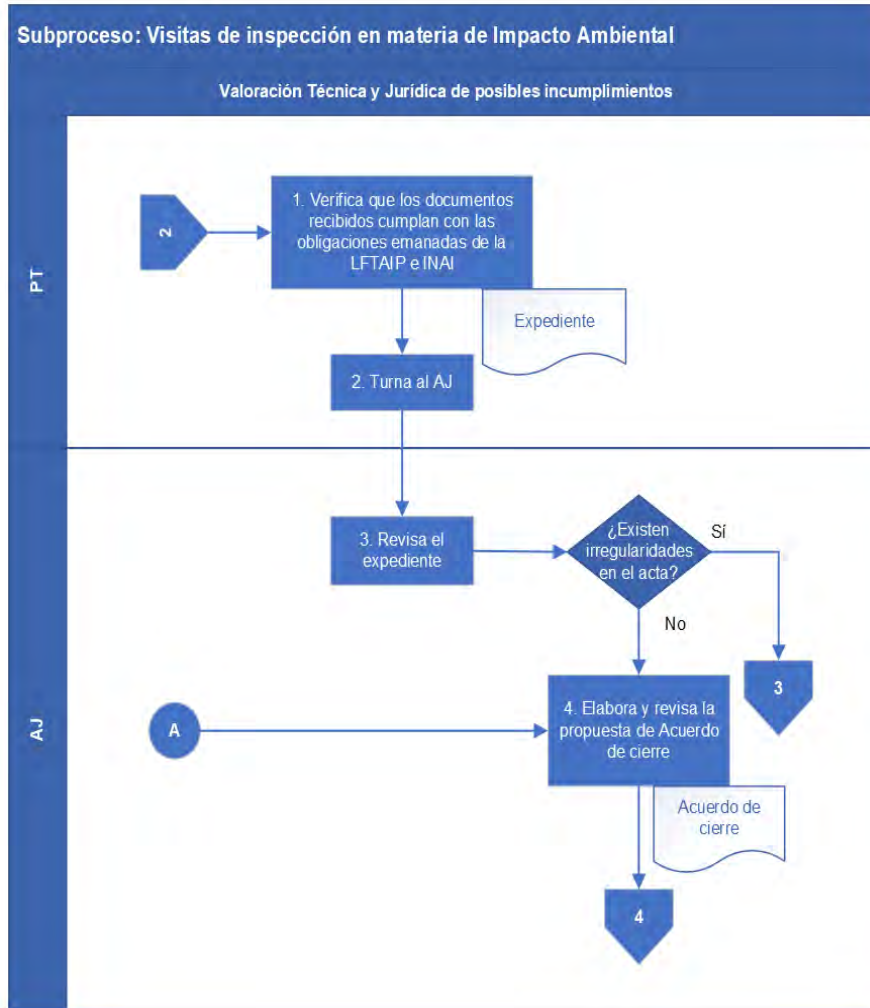 Subproceso: Visitas de inspección en materia de Impacto Ambiental
Valoración Técnica y Jurídica de posibles incumplimientos
PT
2
1. Verifica que los documentos
recibidos cumplan con las
obligaciones emanadas de la
LFTAIP e INAI
Expediente
2. Turna al AJ
AJ
3. Revisa el
expediente
¿Existen
irregularidades
en el acta?
Sí
No
3
A
4. Elabora y revisa la
propuesta de Acuerdo
de cierre
Acuerdo de
cierre
4